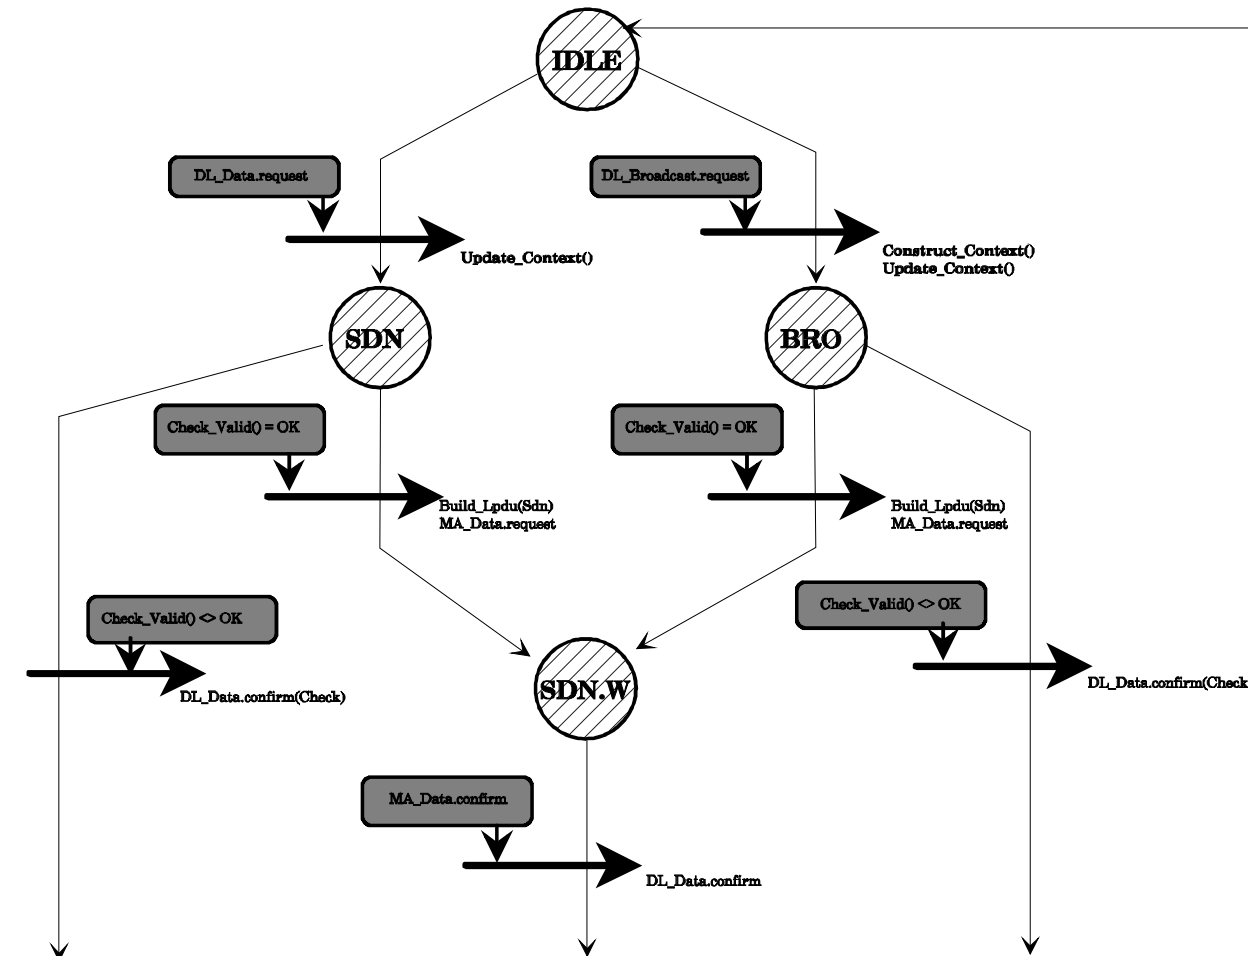 IDLE
DL_Data.request
DL_Broadcast.request
Update_Context()
Construct_Context()
Update_Context()
SDN
BRO
Check_Valid() = OK
Check_Valid() = OK
Build_Lpdu(Sdn)
MA_Data.request
Build_Lpdu(Sdn)
MA_Data.request
Check_Valid() <> OK
Check_Valid() <> OK
DL_Data.confirm(Check)
DL_Data.confirm(Check
SDN.W
MA_Data.confirm
DL_Data.confirm